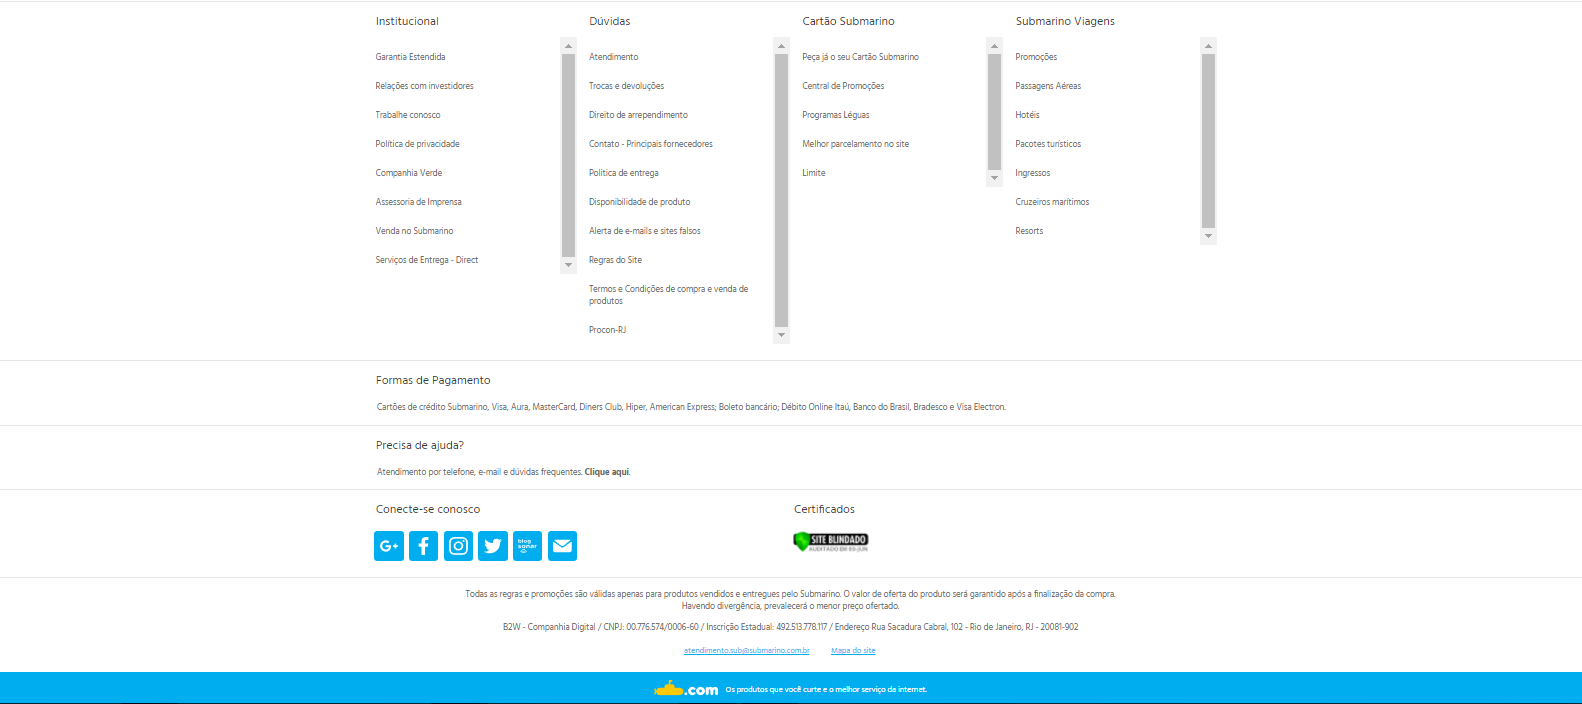 Institucional
Garantia Estendida
Relações com investidores
Trabalhe conosco
Política de privacidade
Companhia Verde
Assessoria de Imprensa
Venda no Submarino
Serviços de Entrega - Direct
Dúvidas
Atendimento
Trocas e devoluções
Direito de arrependimento
Contato - Principais fornecedores
Politica de entrega
Disponibilidade de produto
Alerta de e-mails e sites falsos
Regras do Site
Termos e Condições de compra e venda de
produtos
Procon-RJ
Cartão Submarino
Peça já o seu Cartão Submarino
Central de Promoções
Programas Léguas
Melhor parcelamento no site
Limite
Submarino Viagens
Promoções
Passagens Aéreas
Hotéis
Pacotes turísticos
Ingressos
Cruzeiros marítimos
Resorts
Formas de Pagamento
Cartões de crédito Submarino, Visa, Aura, MasterCard, Diners Club, Hiper, American Express; Boleto bancário; Débito Online Itaú, Banco do Brasil, Bradesco e Visa Electron.
Precisa de ajuda?
Atendimento por telefone, e-mail e dúvidas frequentes. Clique aqui.
Conecte-se conosco
G+
blog
sonar
Certificados
SITE BLINDADO
AUDITADO EM 03-JUN
Todas as regras e promoções são válidas apenas para produtos vendidos e entregues pelo Submarino. O valor de oferta do produto será garantido após a finalização da compra.
Havendo divergência, prevalecerá o menor preço ofertado.
B2W - Companhia Digital / CNPJ: 00.776.574/0006-60 / Inscrição Estadual: 492.513.778.117 / Endereço Rua Sacadura Cabral, 102 - Rio de Janeiro, RJ - 20081-902
atendimento.sub@submarino.com.br Mapa do site
.com Os produtos que você curte e o melhor serviço da internet.